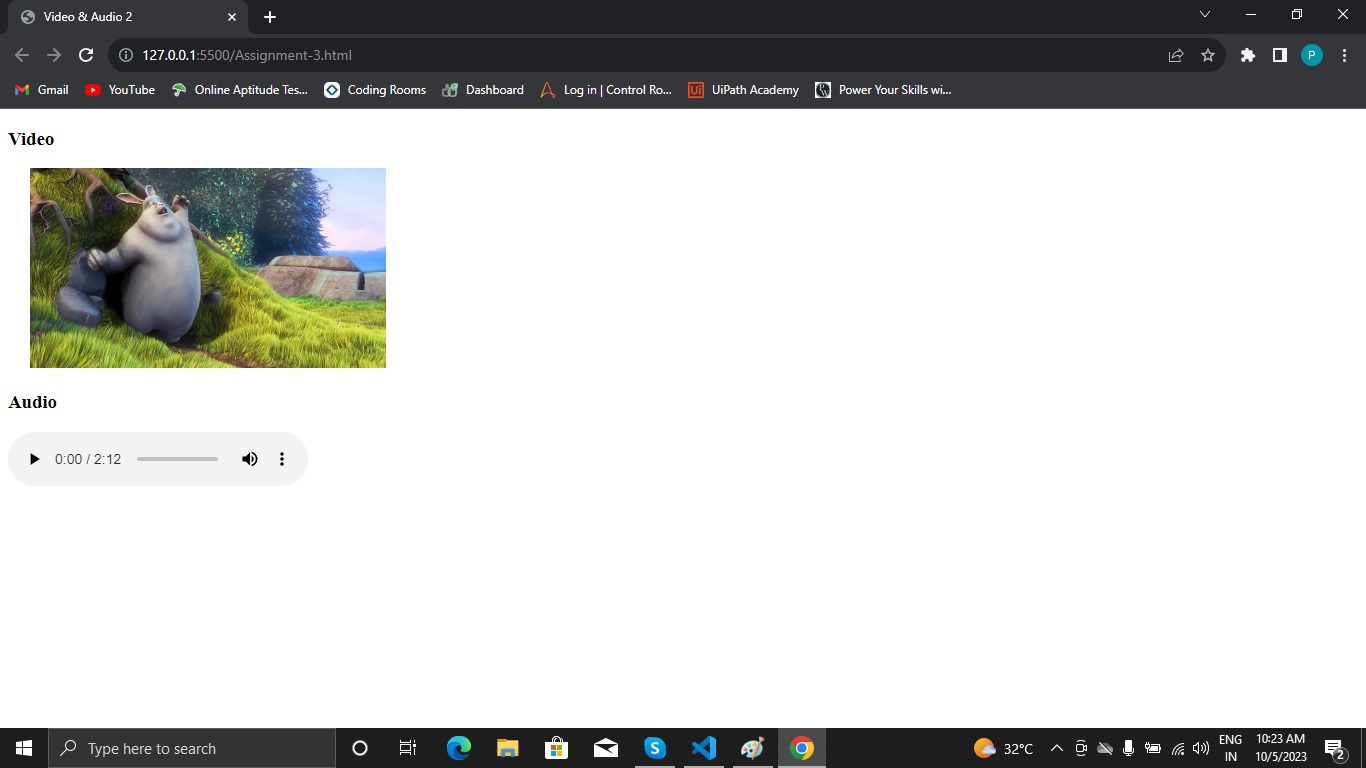 Video & Audio 2
127.0.0.1:5500/Assignment-3.html
P
Gmail YouTube Online Aptitude Tes... Coding Rooms Dashboard Log in | Control Ro... Ui UiPath Academy Power Your Skills wi...
Video
Audio
0:00 / 2:12
Type here to search
S
32°C
ENG
IN
10:23 AM
10/5/2023
2